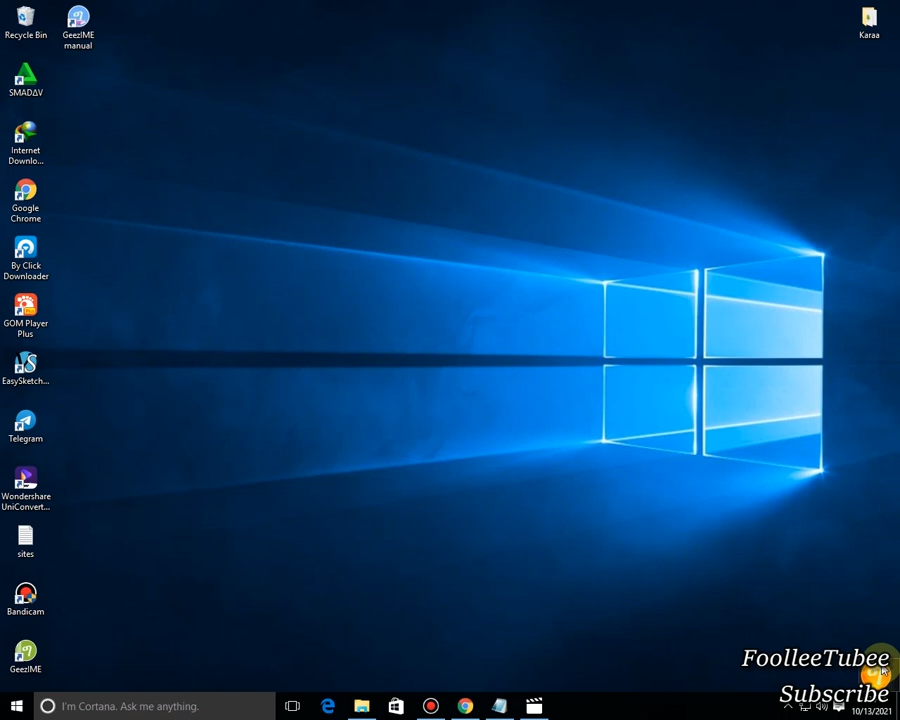 Recycle Bin
GeezIME
manual
Karaa
SMADΔV
Internet
Downlo...
Google
Chrome
By Click
Downloader
GOM Player
Plus
EasySketch...
Telegram
Wondershare
UniConvert...
sites
Bandicam
GeezIME
FoolleeTubee
Subscribe
I'm Cortana. Ask me anything.
10/13/2021